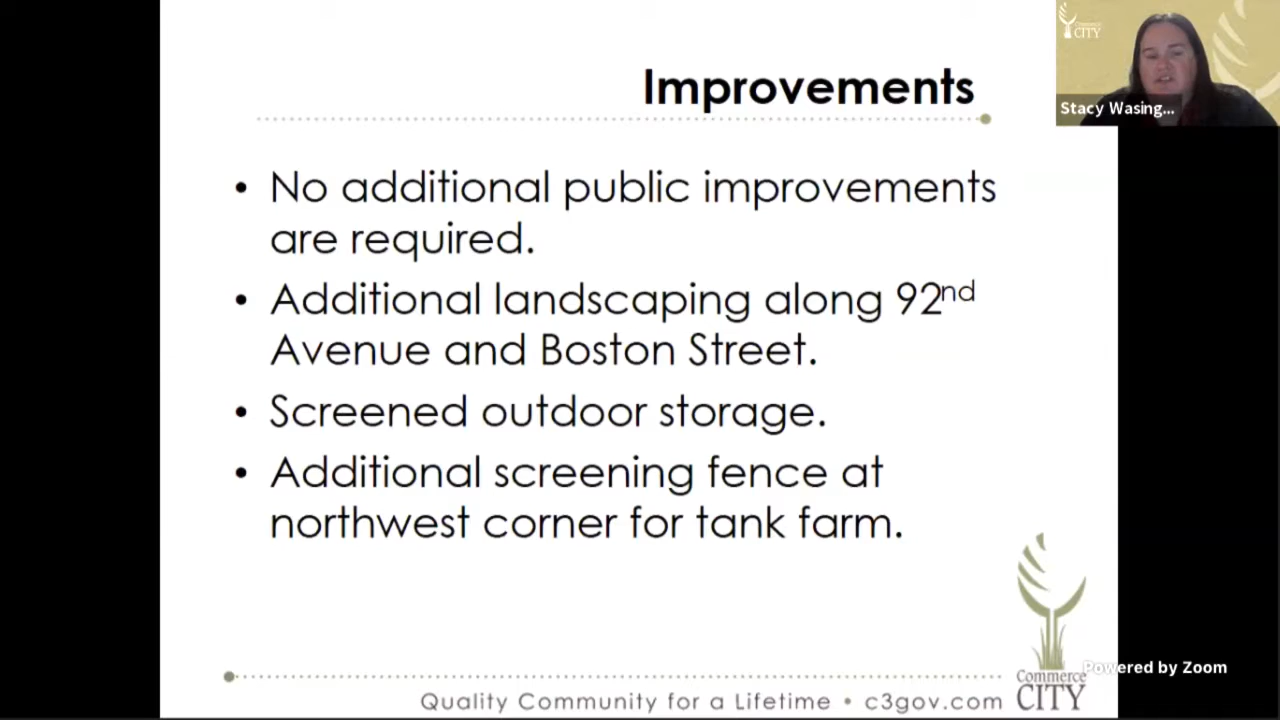 Improvements
Commerce
CITY
Stacy Wasing...
• No additional public improvements
are required.
• Additional landscaping along 92nd
Avenue and Boston Street.
• Screened outdoor storage.
• Additional screening fence at
northwest corner for tank farm.
Powered by Zoom
Commerce
CITY
Quality Community for a Lifetime • c3gov.com